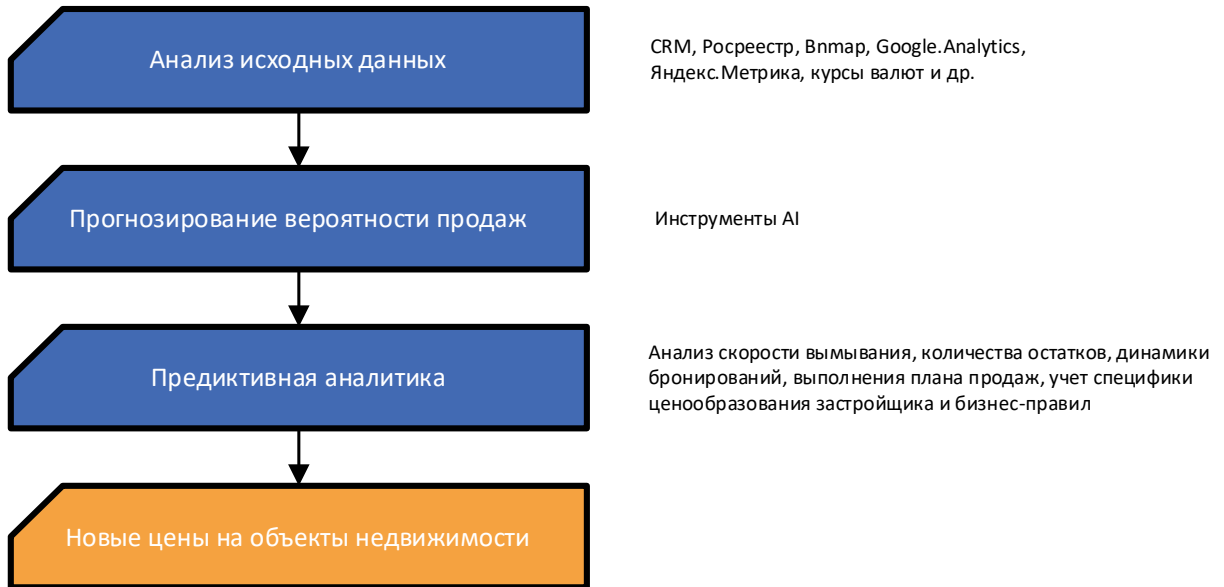 Анализ исходных данных
CRM, Росреестр, Bnmap, Google.Analytics,
Яндекс.Метрика, курсы валют и др.
Прогнозирование вероятности продаж
Инструменты AI
Предиктивная аналитика
Анализ скорости вымывания, количества остатков, динамики
бронирований, выполнения плана продаж, учет специфики
ценообразования застройщика и бизнес-правил
Новые цены на объекты недвижимости